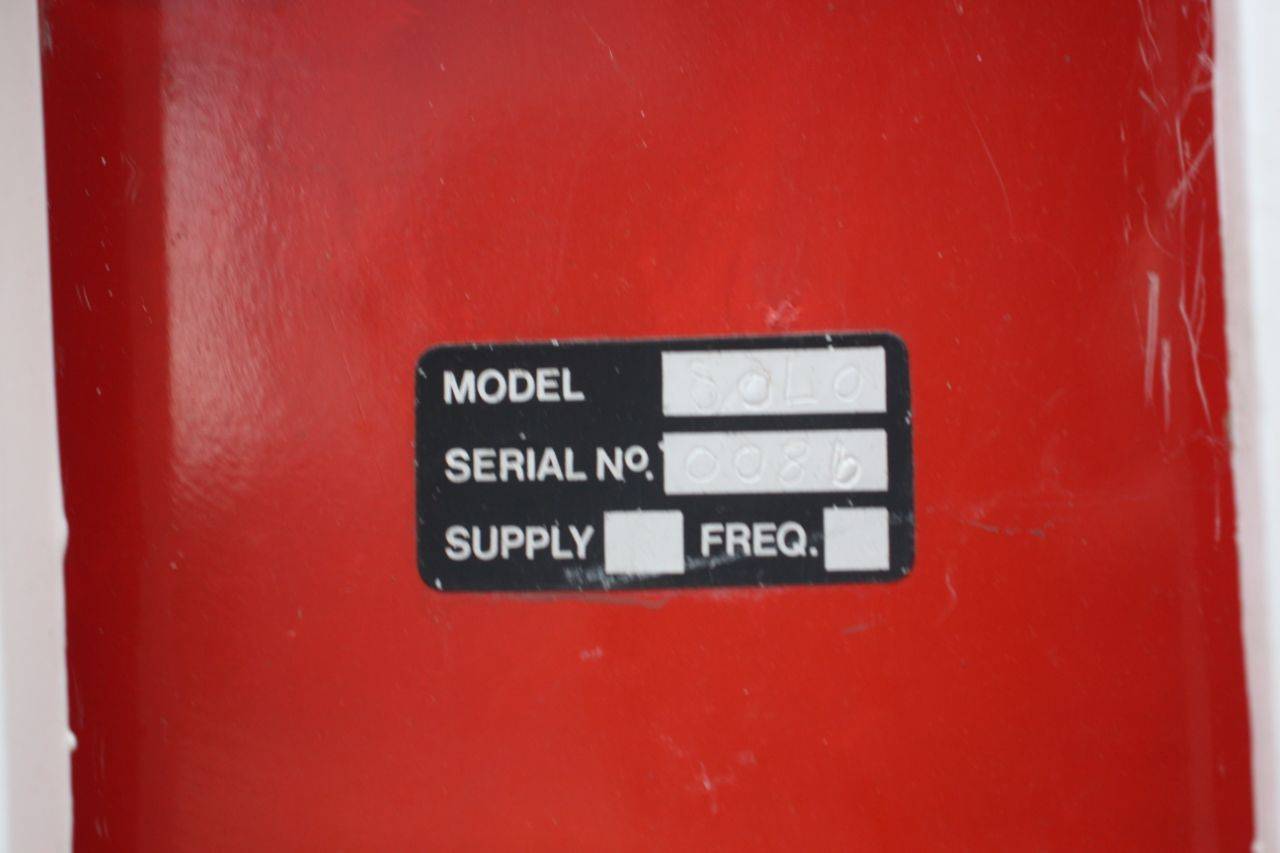 MODEL SOLO
SERIAL NO. 0086
SUPPLY FREQ.